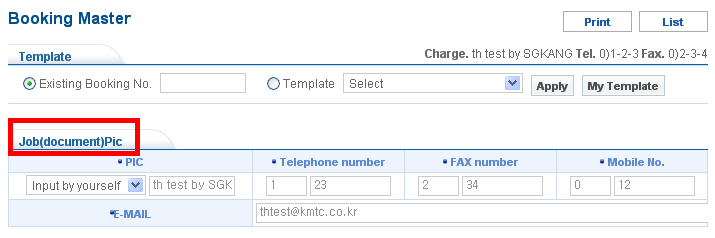 Booking Master
Print List
Template
Charge. th test by SGKANG Tel. 0)1-2-3 Fax. 0)2-3-4
Existing Booking No. Template Select Apply My Template
Job(document)Pic
PIC Telephone number FAX number Mobile No.
Input by yourself th test by SGK 1 23 2 34 0 12
E-MAIL thtest@kmtc.co.kr